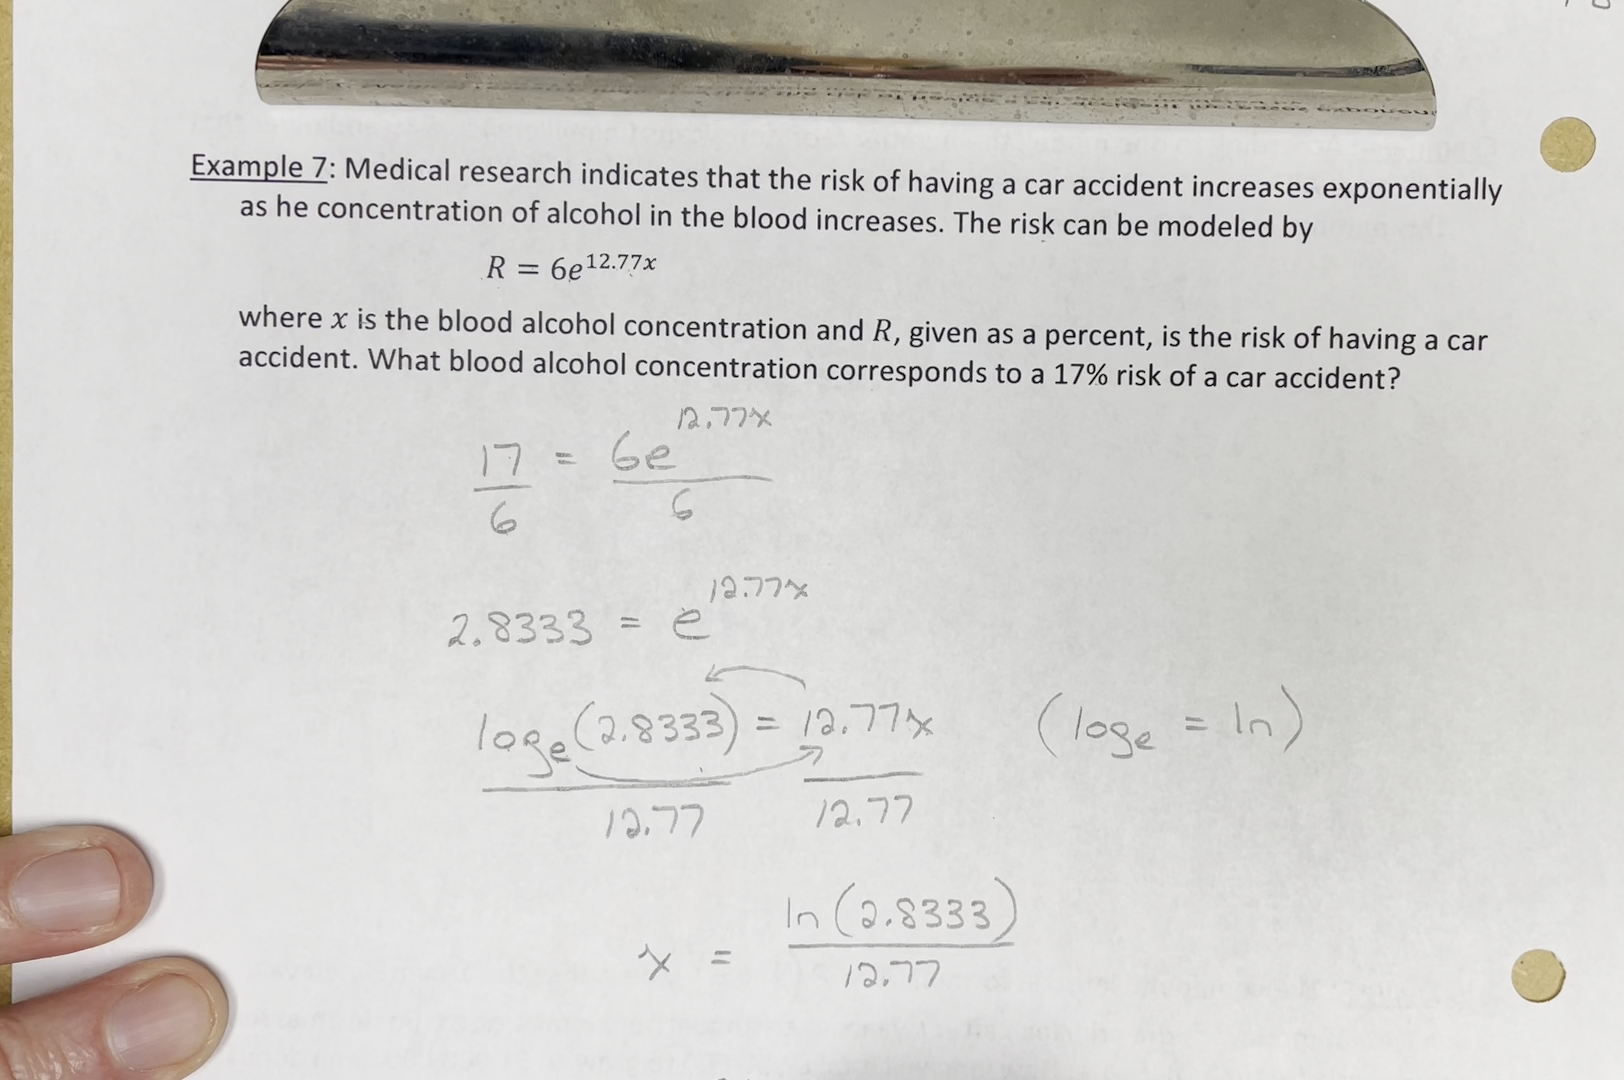 Example 7: Medical research indicates that the risk of having a car accident increases exponentially
as he concentration of alcohol in the blood increases. The risk can be modeled by
R = 6e^12.77x
where x is the blood alcohol concentration and R, given as a percent, is the risk of having a car
accident. What blood alcohol concentration corresponds to a 17% risk of a car accident?
17/6 = 6e^12.77x/6
2.8333 = e^12.77x
log_e(2.8333)/12.77 = 12.77x/12.77 (log_e = ln)
x = ln(2.8333)/12.77